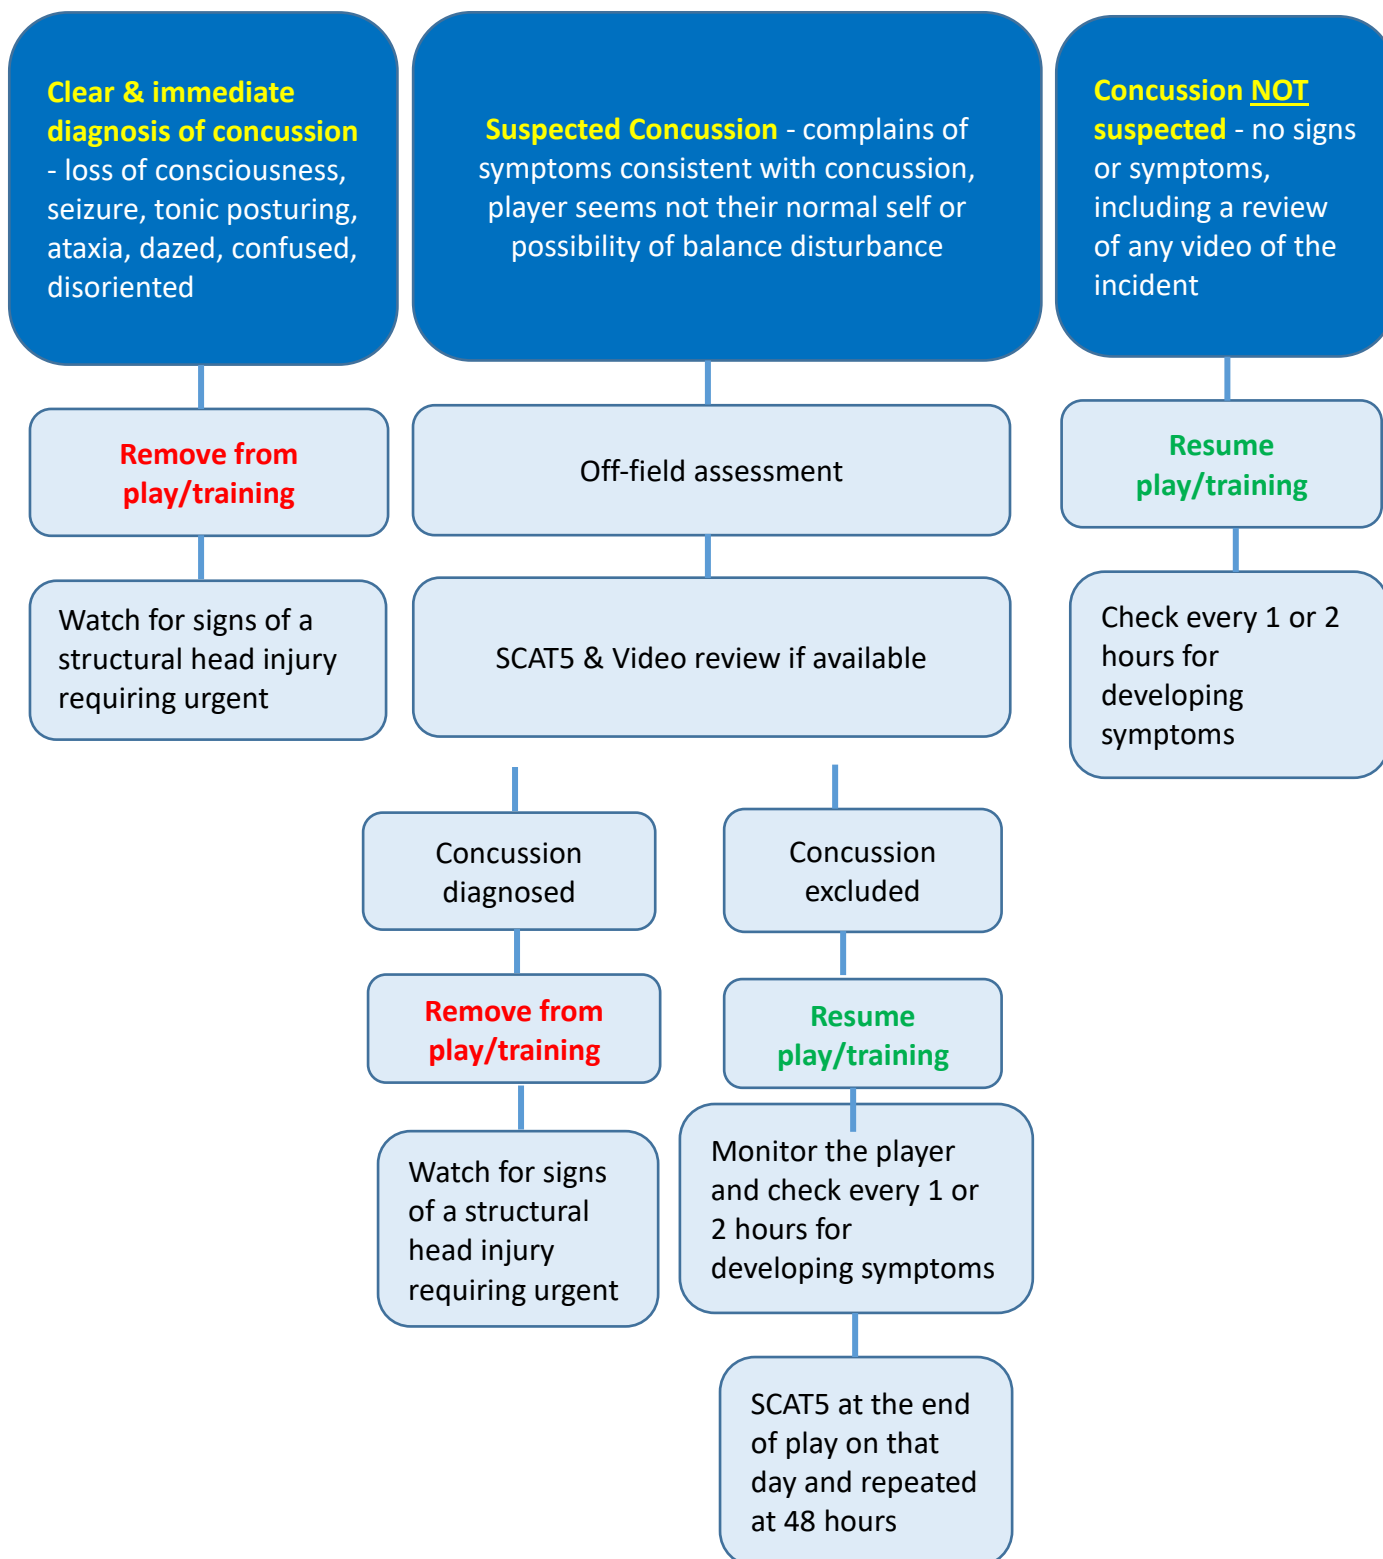 Clear & immediate
diagnosis of concussion
- loss of consciousness,
seizure, tonic posturing,
ataxia, dazed, confused,
disoriented
Suspected Concussion - complains of
symptoms consistent with concussion,
player seems not their normal self or
possibility of balance disturbance
Concussion NOT
suspected - no signs
or symptoms,
including a review
of any video of the
incident
Remove from
play/training
Off-field assessment
Resume
play/training
Watch for signs of a
structural head injury
requiring urgent
SCAT5 & Video review if available
Check every 1 or 2
hours for
developing
symptoms
Concussion
diagnosed
Concussion
excluded
Remove from
play/training
Resume
play/training
Watch for signs
of a structural
head injury
requiring urgent
Monitor the player
and check every 1 or
2 hours for
developing symptoms
SCAT5 at the end
of play on that
day and repeated
at 48 hours